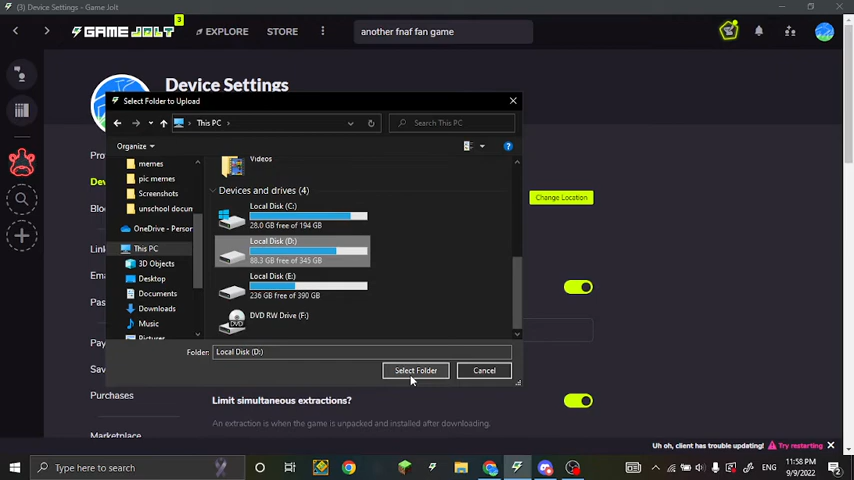 (3) Device Settings - Game Jolt
3
GAME JOLT
EXPLORE
STORE
another fnaf fan game
Device Settings
Select Folder to Upload
This PC
Search This PC
Organize
memes
pic memes
Screenshots
unschool docum
OneDrive - Person
This PC
3D Objects
Desktop
Documents
Downloads
Music
Pictures
Videos
Devices and drives (4)
Local Disk (C:)
28.0 GB free of 194 GB
Local Disk (D:)
88.3 GB free of 345 GB
Local Disk (E:)
236 GB free of 390 GB
DVD
DVD RW Drive (F:)
Folder:
Local Disk (D:)
Select Folder
Cancel
Change Location
Limit simultaneous extractions?
An extraction is when the game is unpacked and installed after downloading.
Purchases
Marketplace
Uh oh, client has trouble updating!
Try restarting
Type here to search
ENG
11:58 PM
9/9/2022
2